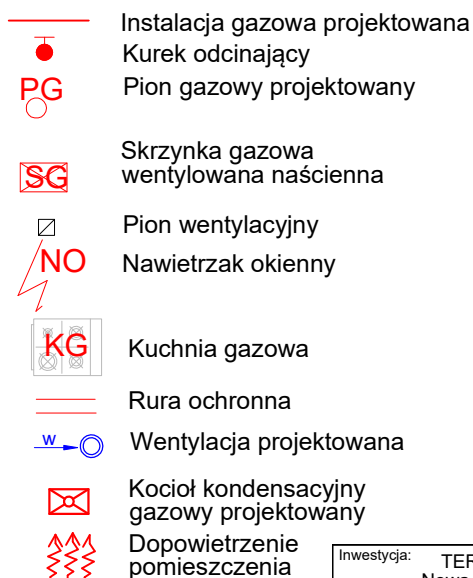 Instalacja gazowa projektowana
Kurek odcinający
PG Pion gazowy projektowany
Skrzynka gazowa
SG wentylowana naścienna
Pion wentylacyjny
NO Nawietrzak okienny
KG Kuchnia gazowa
Rura ochronna
w Wentylacja projektowana
Kocioł kondensacyjny
gazowy projektowany
Dopowietrzenie
pomieszczenia
Inwestycja: